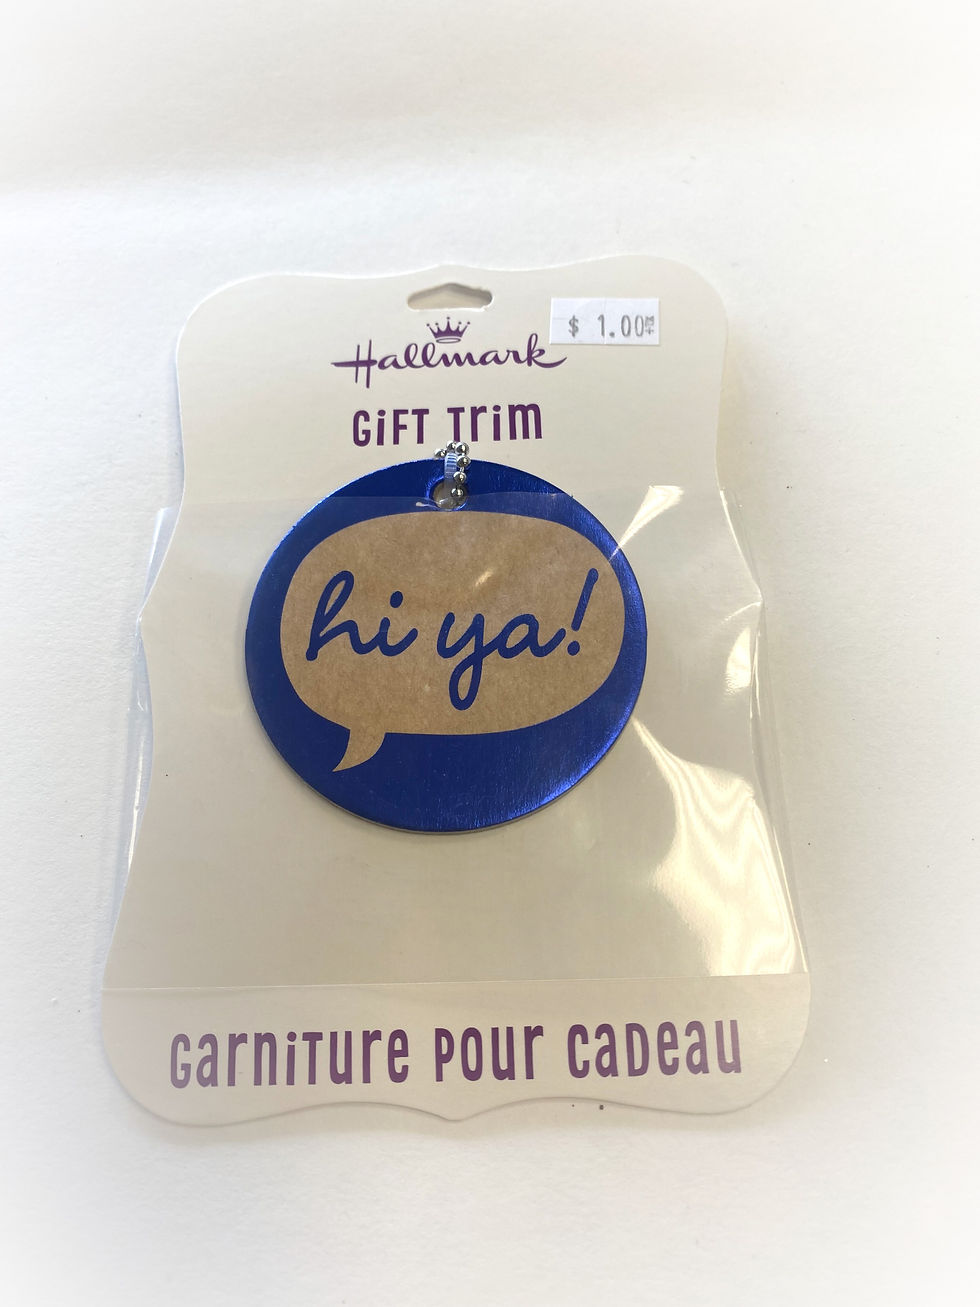 Hallmark
$ 1.00
GiFT Trim
hi ya!
GarniTure Pour CaDeau